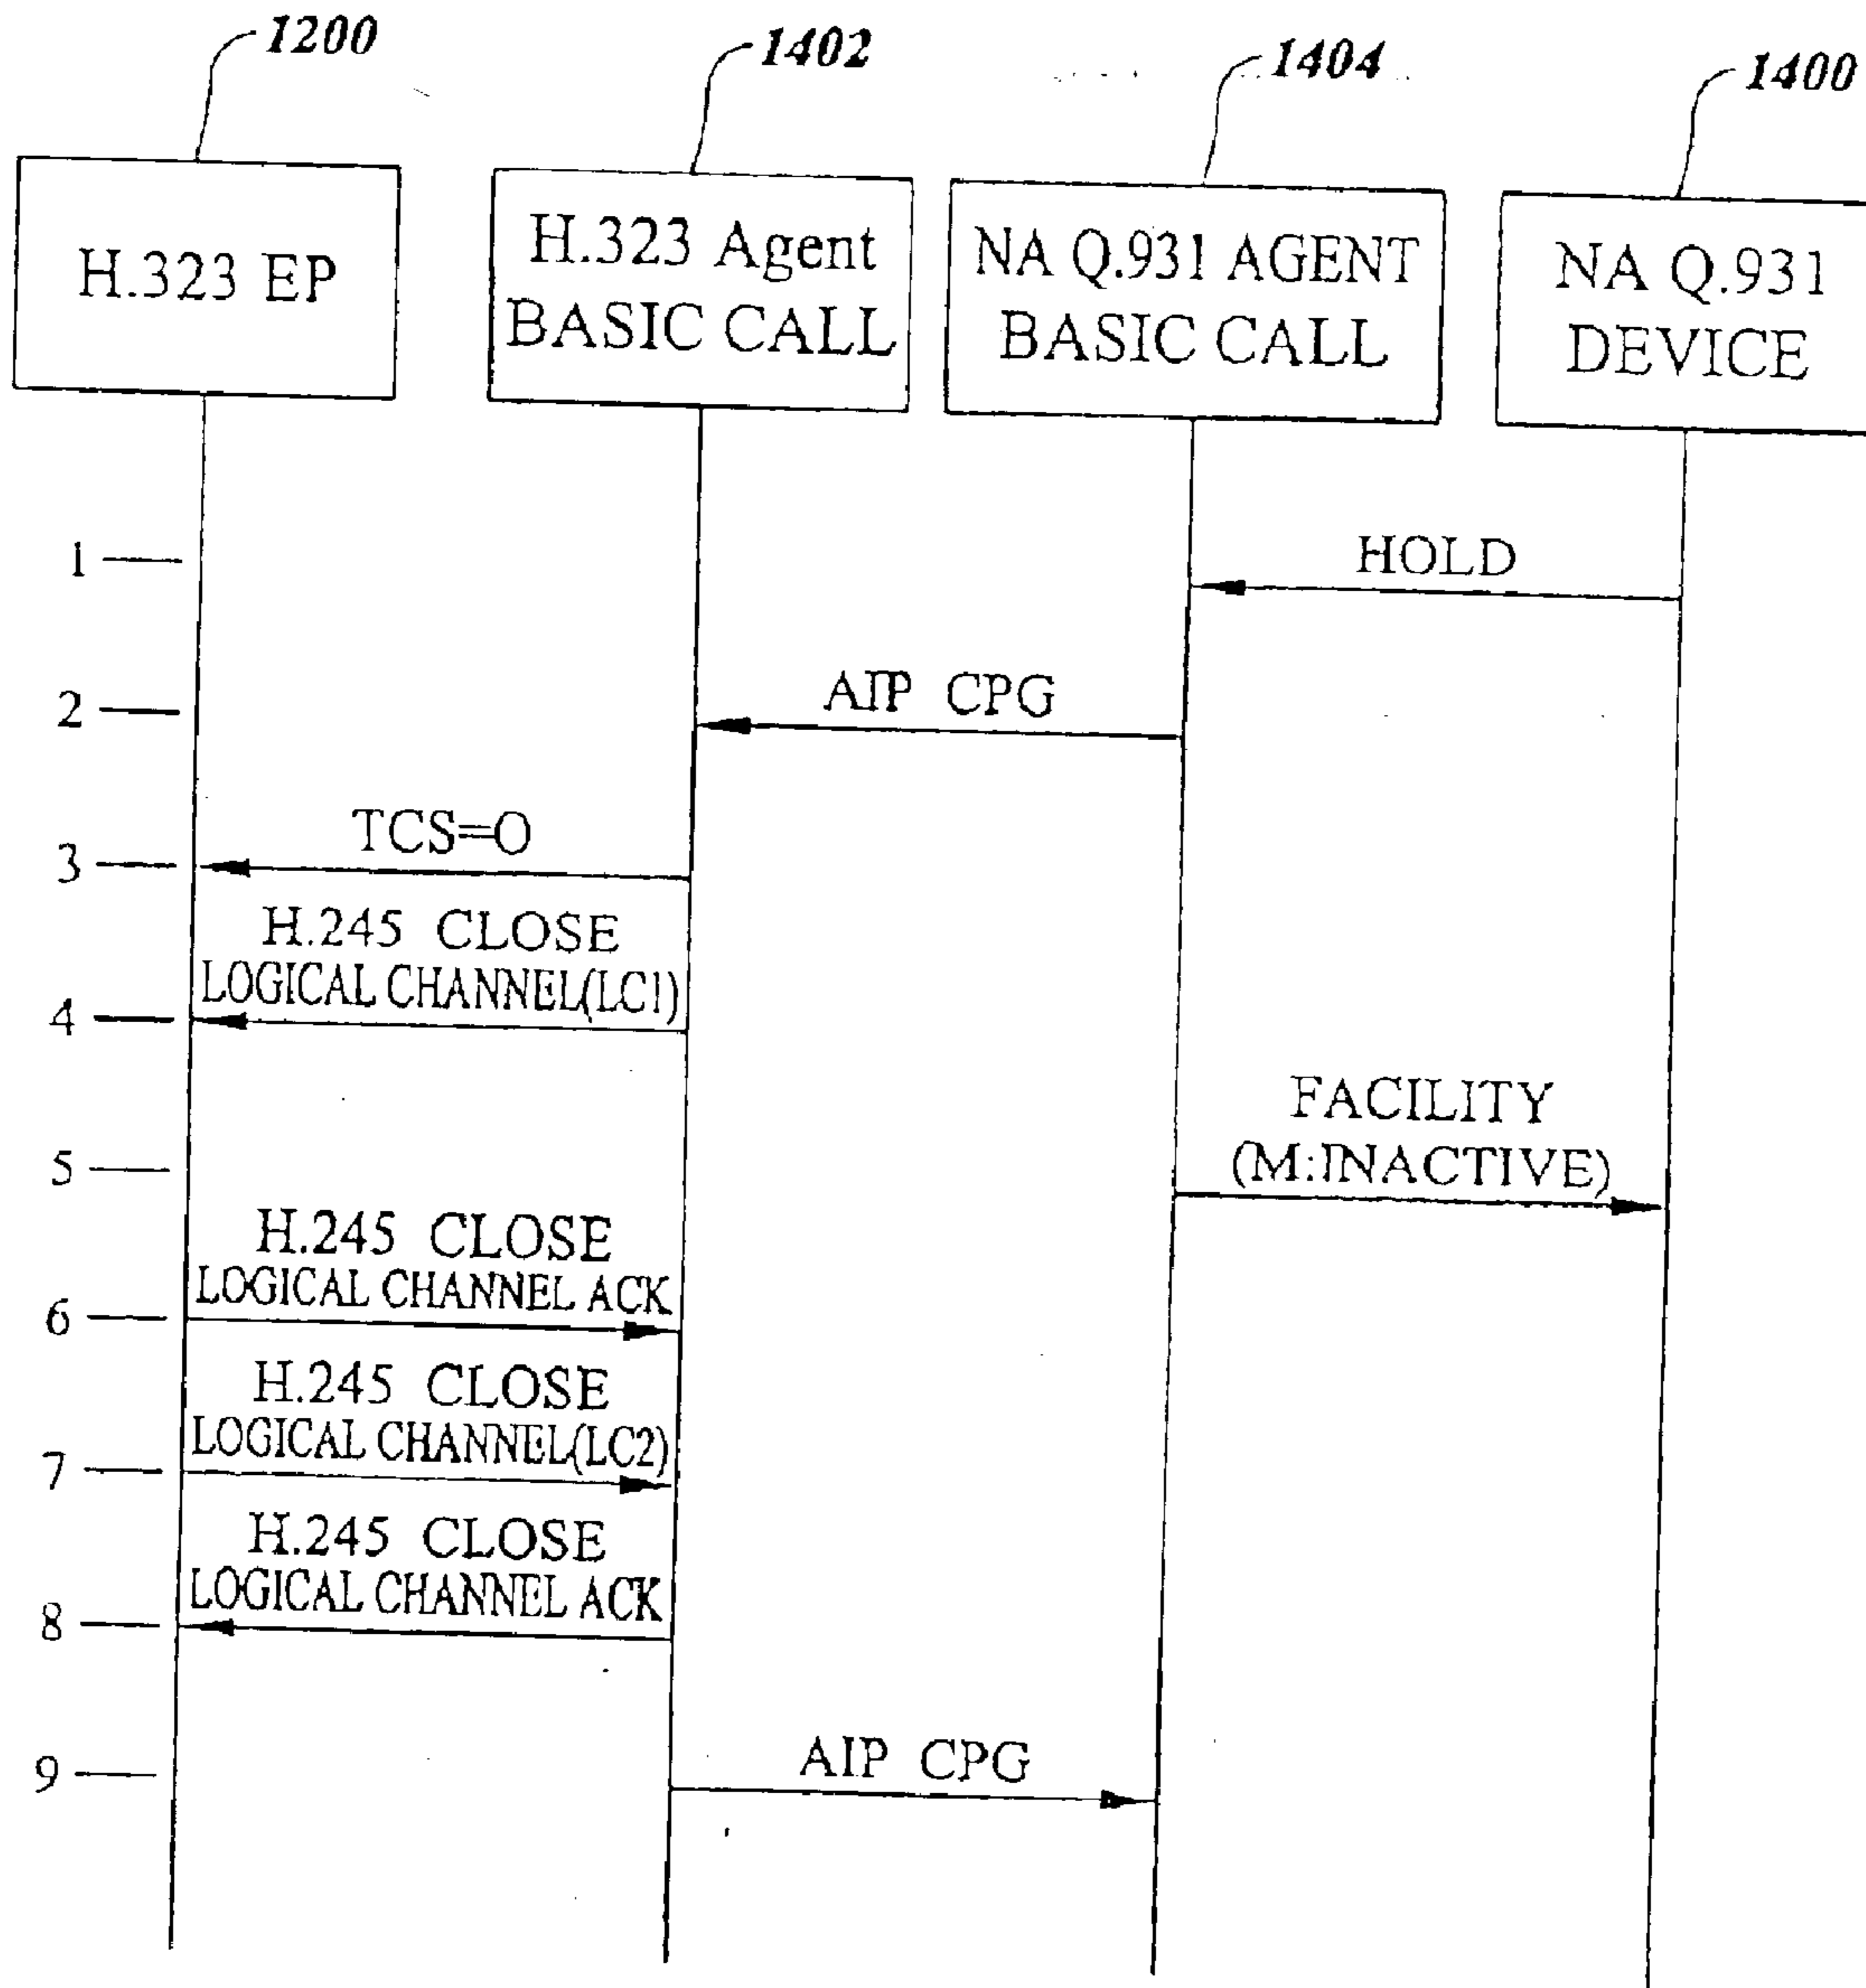 1200
1402
1404
1400
H.323 EP
H.323 Agent
BASIC CALL
NA Q.931 AGENT
BASIC CALL
NA Q.931
DEVICE
1
HOLD
2
AIP CPG
TCS=O
3
H.245 CLOSE
LOGICAL CHANNEL(LC1)
4
FACILITY
(M:INACTIVE)
5
H.245 CLOSE
LOGICAL CHANNEL ACK
6
H.245 CLOSE
LOGICAL CHANNEL(LC2)
7
H.245 CLOSE
LOGICAL CHANNEL ACK
8
AIP CPG
9